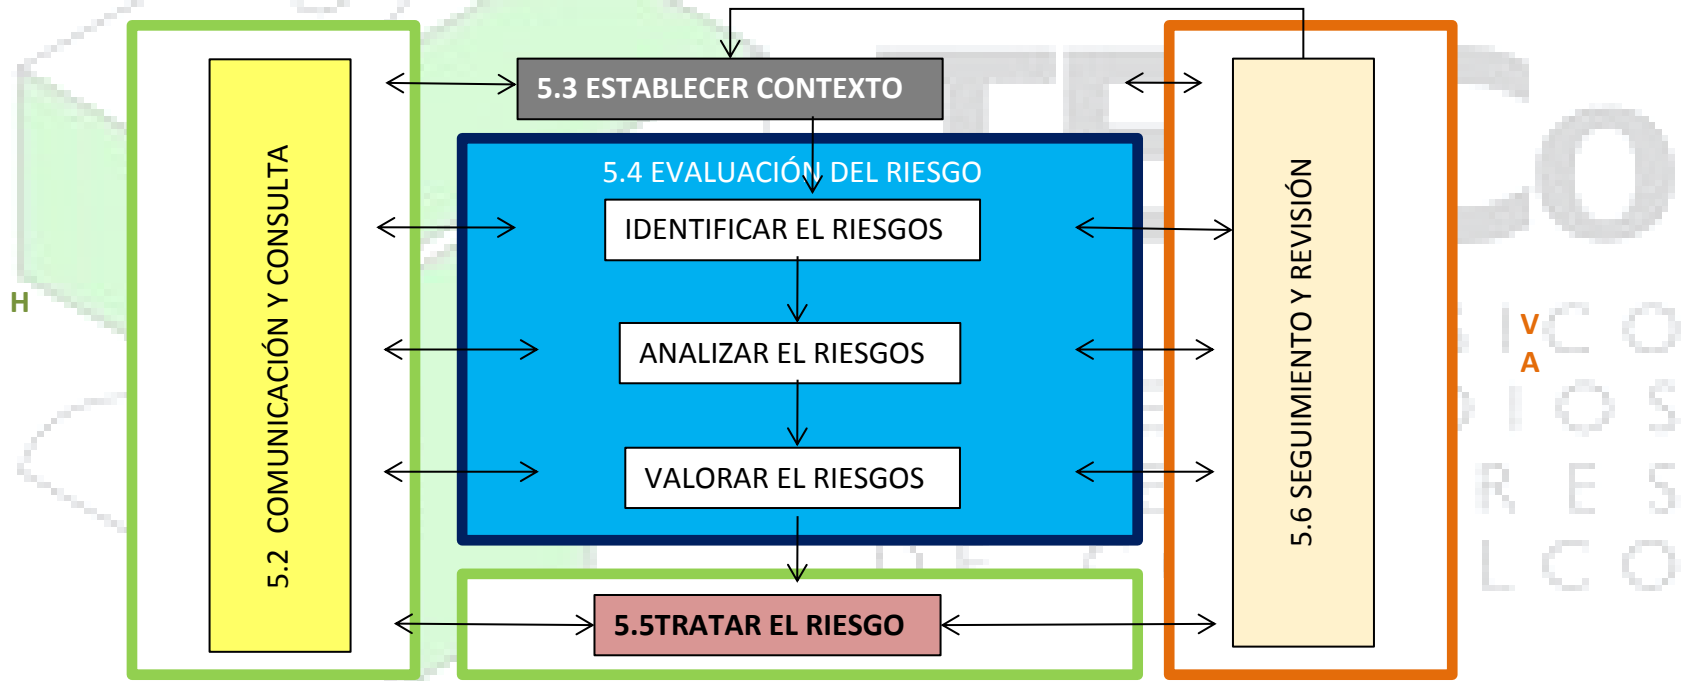 5.3 ESTABLECER CONTEXTO
5.2 COMUNICACIÓN Y CONSULTA
5.4 EVALUACIÓN DEL RIESGO
IDENTIFICAR EL RIESGOS
ANALIZAR EL RIESGOS
VALORAR EL RIESGOS
5.5TRATAR EL RIESGO
5.6 SEGUIMIENTO Y REVISIÓN
H
V
A